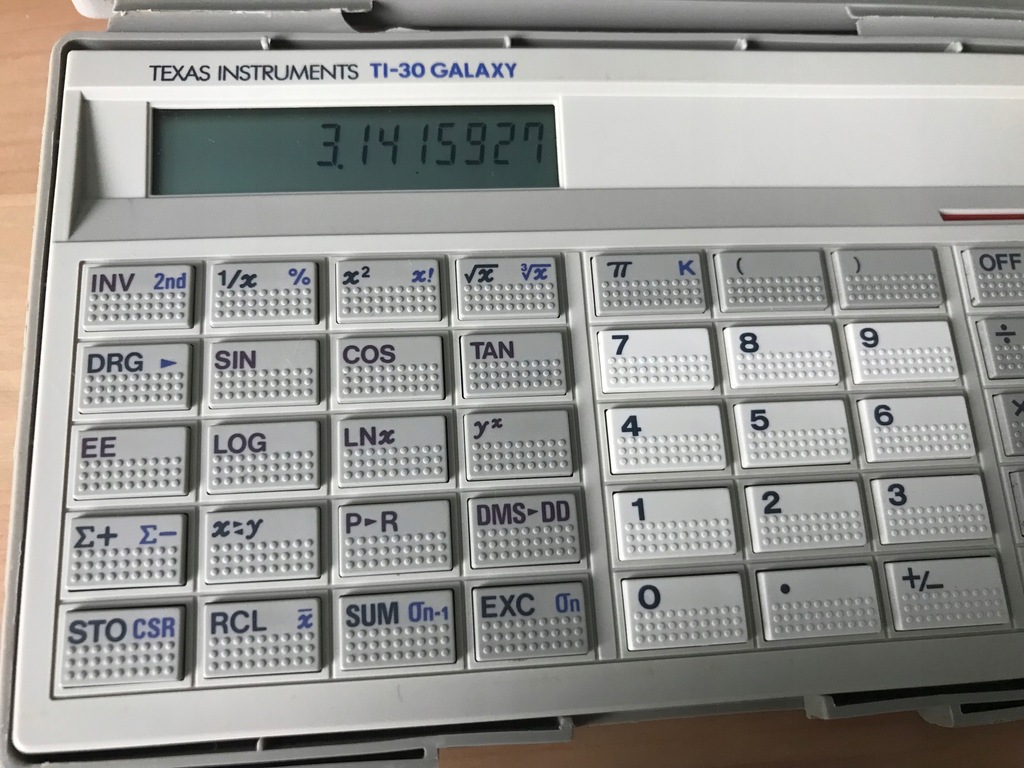 TEXAS INSTRUMENTS TI-30 GALAXY
3.1415927
INV 2nd 1/x % x² x! √x ∛x π K ( ) OFF
DRG ► SIN COS TAN 7 8 9 ÷
EE LOG LNx yˣ 4 5 6 ×
Σ+ Σ− x⇄y P►R DMS►DD 1 2 3
STO CSR RCL x̄ SUM σn-1 EXC σn 0 . +/−